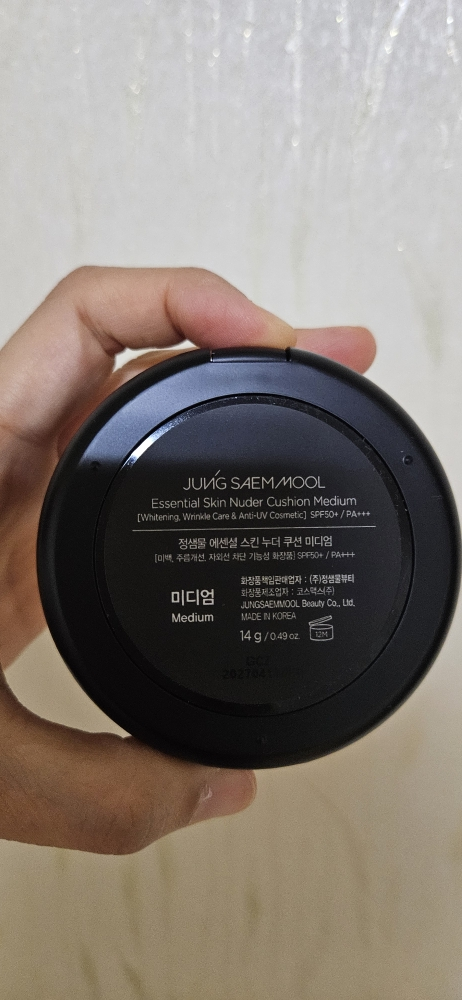 JUNG SAEMMOOL
Essential Skin Nuder Cushion Medium
[Whitening, Wrinkle Care & Anti-UV Cosmetic] SPF50+ / PA+++
정샘물 에센셜 스킨 누더 쿠션 미디엄
[미백, 주름개선, 자외선 차단 기능성 화장품] SPF50+ / PA+++
미디엄
Medium
화장품책임판매업자 : (주)정샘물뷰티
화장품제조업자 : 코스맥스(주)
JUNGSAEMMOOL Beauty Co., Ltd.
MADE IN KOREA
14 g / 0.49 oz.
12M